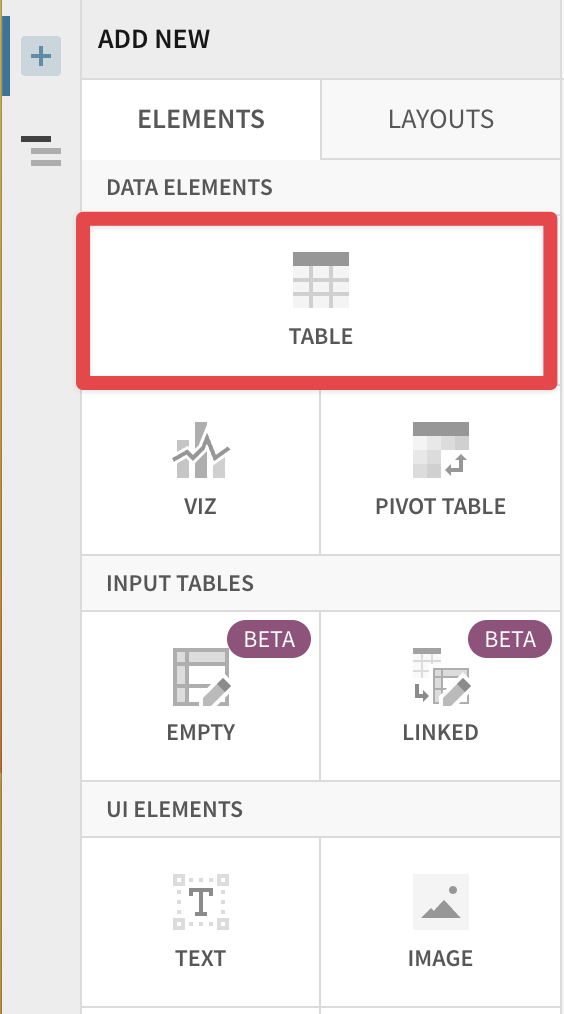 ADD NEW
ELEMENTS
LAYOUTS
DATA ELEMENTS
TABLE
VIZ
PIVOT TABLE
INPUT TABLES
BETA
BETA
EMPTY
LINKED
UI ELEMENTS
T
TEXT
IMAGE